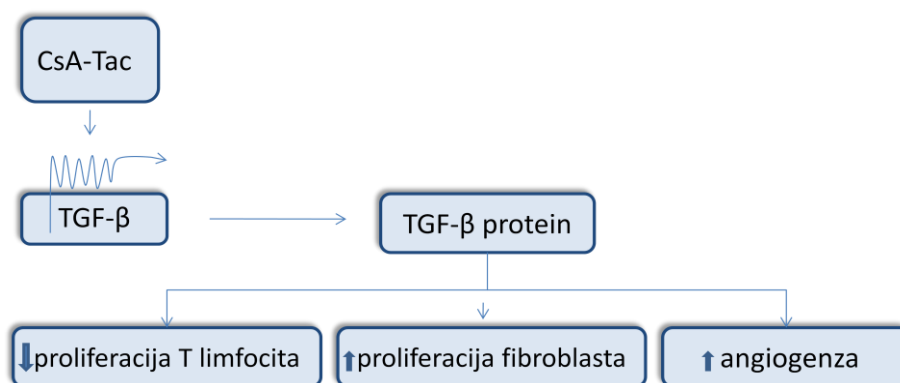 CsA-Tac
TGF-β
TGF-β protein
proliferacija T limfocita
proliferacija fibroblasta
angiogenza